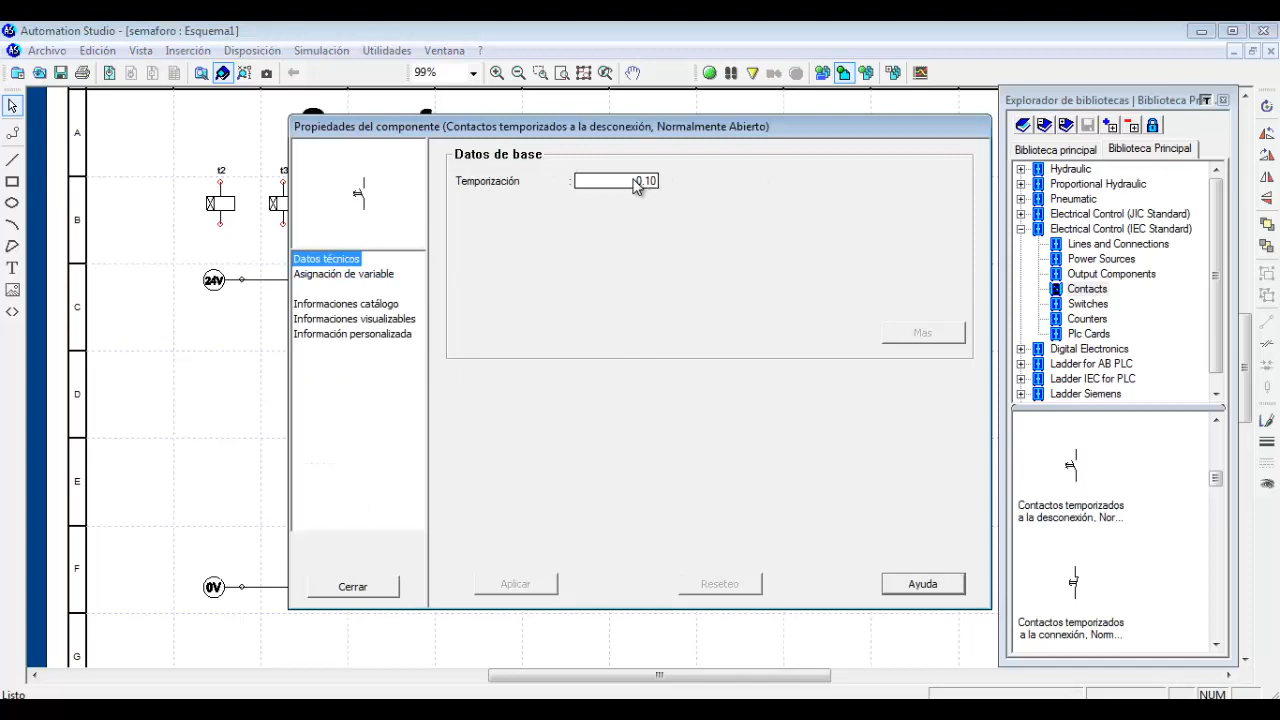 Automation Studio - [semaforo : Esquema1]
Archivo Edición Vista Inserción Disposición Simulación Utilidades Ventana ?
99%
A
B
C
D
E
F
G
t2
t3
24V
0V
Propiedades del componente (Contactos temporizados a la desconexión, Normalmente Abierto)
Datos técnicos
Asignación de variable
Informaciones catálogo
Informaciones visualizables
Información personalizada
Datos de base
Temporización : 0.10
Mas
Cerrar
Aplicar
Reseteo
Ayuda
Explorador de bibliotecas | Biblioteca
Biblioteca principal Biblioteca Principal
Hydraulic
Proportional Hydraulic
Pneumatic
Electrical Control (JIC Standard)
Electrical Control (IEC Standard)
Lines and Connections
Power Sources
Output Components
Contacts
Switches
Counters
Plc Cards
Digital Electronics
Ladder for AB PLC
Ladder IEC for PLC
Ladder Siemens
Contactos temporizados
a la desconexión, Nor...
Contactos temporizados
a la connexión, Norm...
Listo
NUM